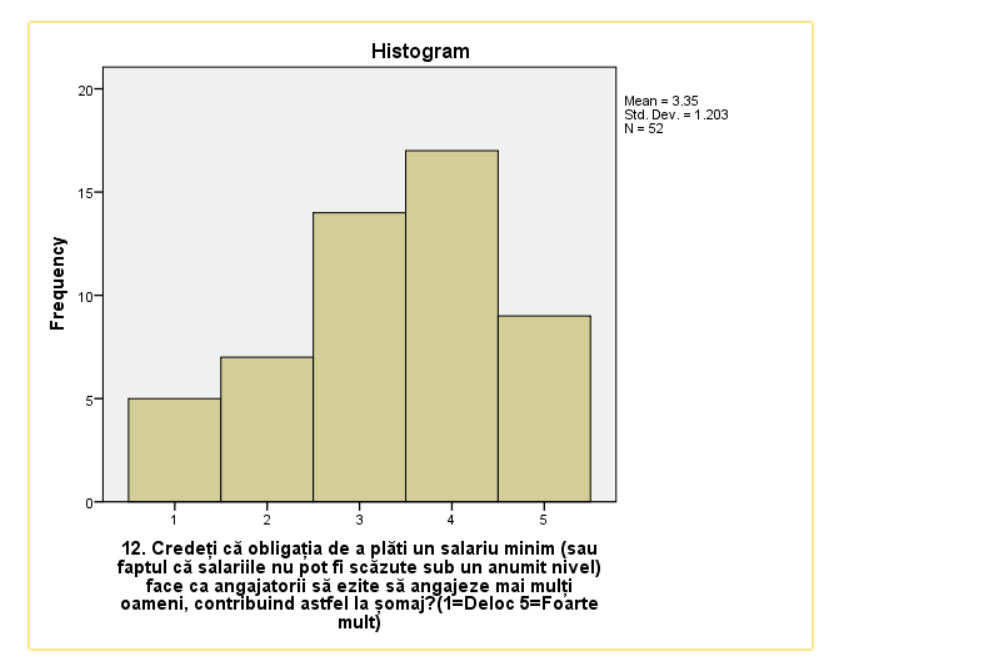 Histogram
20
15
10
5
0
Frequency
Mean = 3.35
Std. Dev. = 1.203
N = 52
1 2 3 4 5
12. Credeți că obligația de a plăti un salariu minim (sau
faptul că salariile nu pot fi scăzute sub un anumit nivel)
face ca angajatorii să ezite să angajeze mai mulți
oameni, contribuind astfel la șomaj?(1=Deloc 5=Foarte
mult)